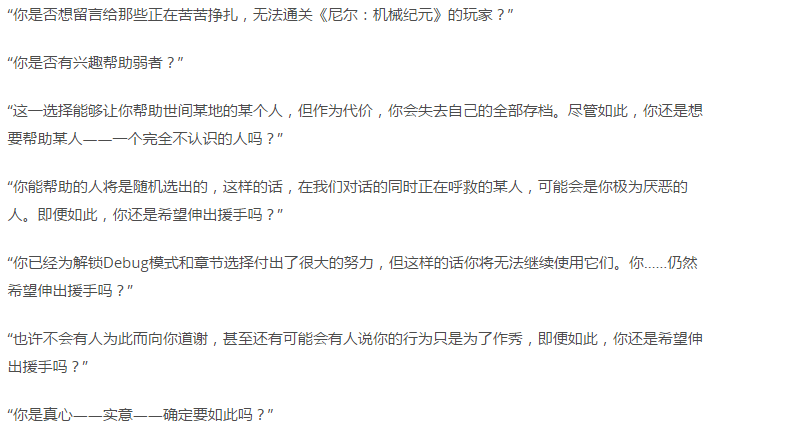 “你是否想留言给那些正在苦苦挣扎，无法通关《尼尔：机械纪元》的玩家？”
“你是否有兴趣帮助弱者？”
“这一选择能够让你帮助世间某地的某个人，但作为代价，你会失去自己的全部存档。尽管如此，你还是想
要帮助某人——一个完全不认识的人吗？”
“你能帮助的人将是随机选出的，这样的话，在我们对话的同时正在呼救的某人，可能会是你极为厌恶的
人。即便如此，你还是希望伸出援手吗？”
“你已经为解锁Debug模式和章节选择付出了很大的努力，但这样的话你将无法继续使用它们。你……仍然
希望伸出援手吗？”
“也许不会有人为此而向你道谢，甚至还有可能会有人说你的行为只是为了作秀，即便如此，你还是希望伸
出援手吗？”
“你是真心——实意——确定要如此吗？”